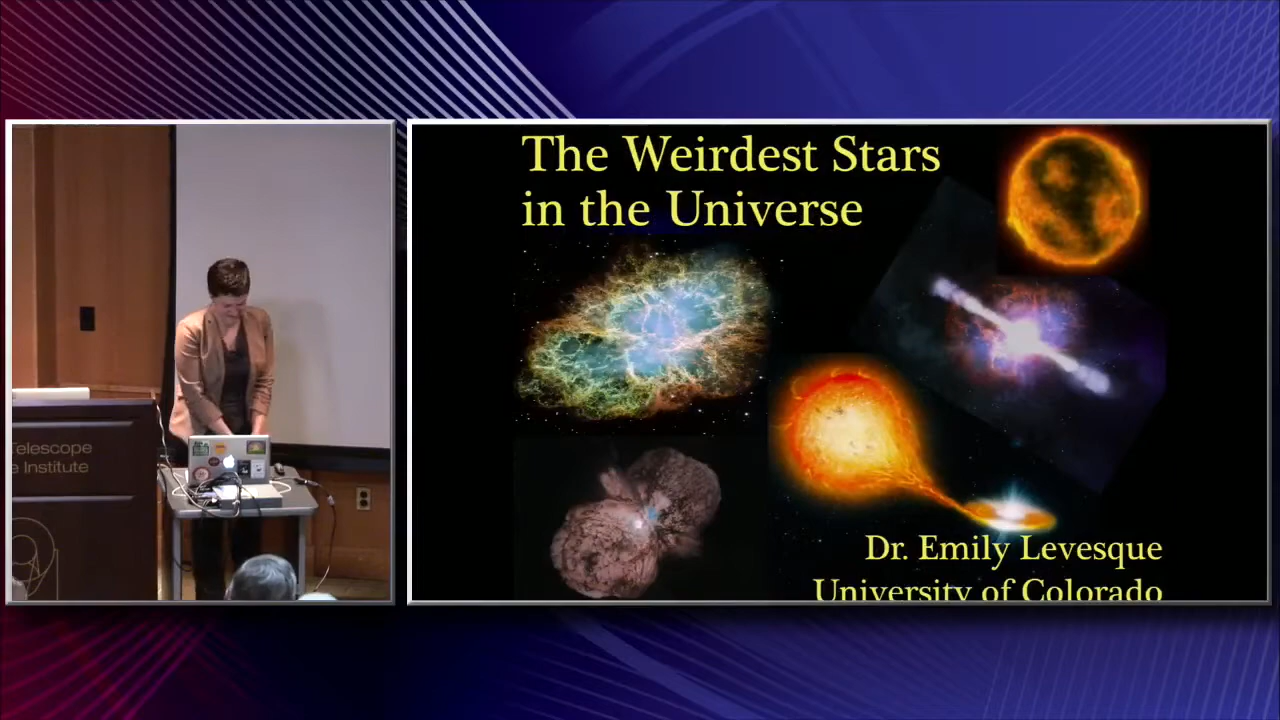 The Weirdest Stars
in the Universe
Dr. Emily Levesque
University of Colorado
Telescope
Institute